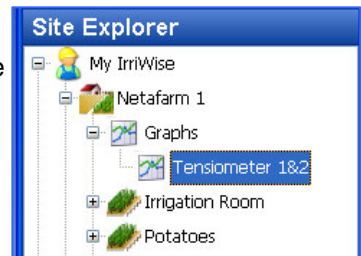 Site Explorer
e
My IrriWise
Netafarm 1
Graphs
Tensiometer 1&2
Irrigation Room
Potatoes